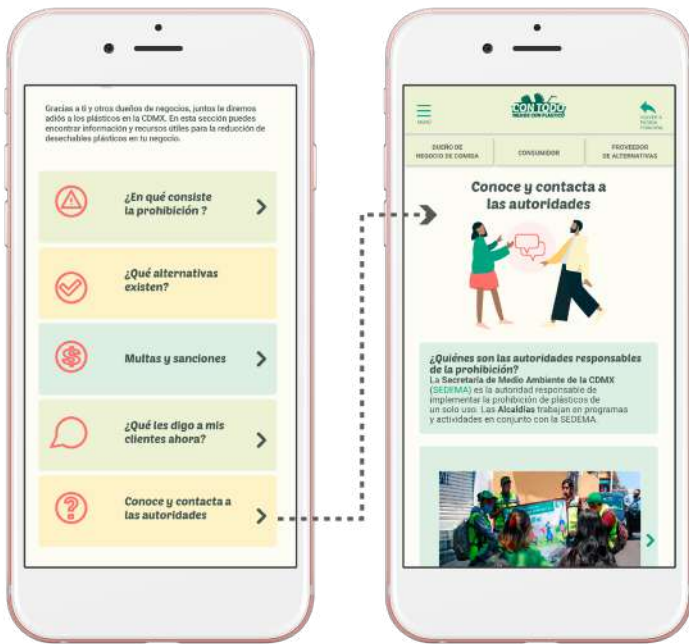 Gracias a ti y otros dueños de negocios, juntos le diremos
adiós a los plásticos en la CDMX. En esta sección puedes
encontrar información y recursos útiles para la reducción de
desechables plásticos en tu negocio.
¿En qué consiste
la prohibición ?
¿Qué alternativas
existen?
Multas y sanciones
¿Qué les digo a mis
clientes ahora?
Conoce y contacta a
las autoridades
MENÚ
CON TODO
MENOS CON PLÁSTICO
DUEÑO DE
NEGOCIO DE COMIDA
CONSUMIDOR
PROVEEDOR
DE ALTERNATIVAS
Conoce y contacta a
las autoridades
¿Quiénes son las autoridades responsables
de la prohibición?
La Secretaría de Medio Ambiente de la CDMX
(SEDEMA) es la autoridad responsable de
implementar la prohibición de plásticos de
un solo uso. Las Alcaldías trabajan en programas
y actividades en conjunto con la SEDEMA.